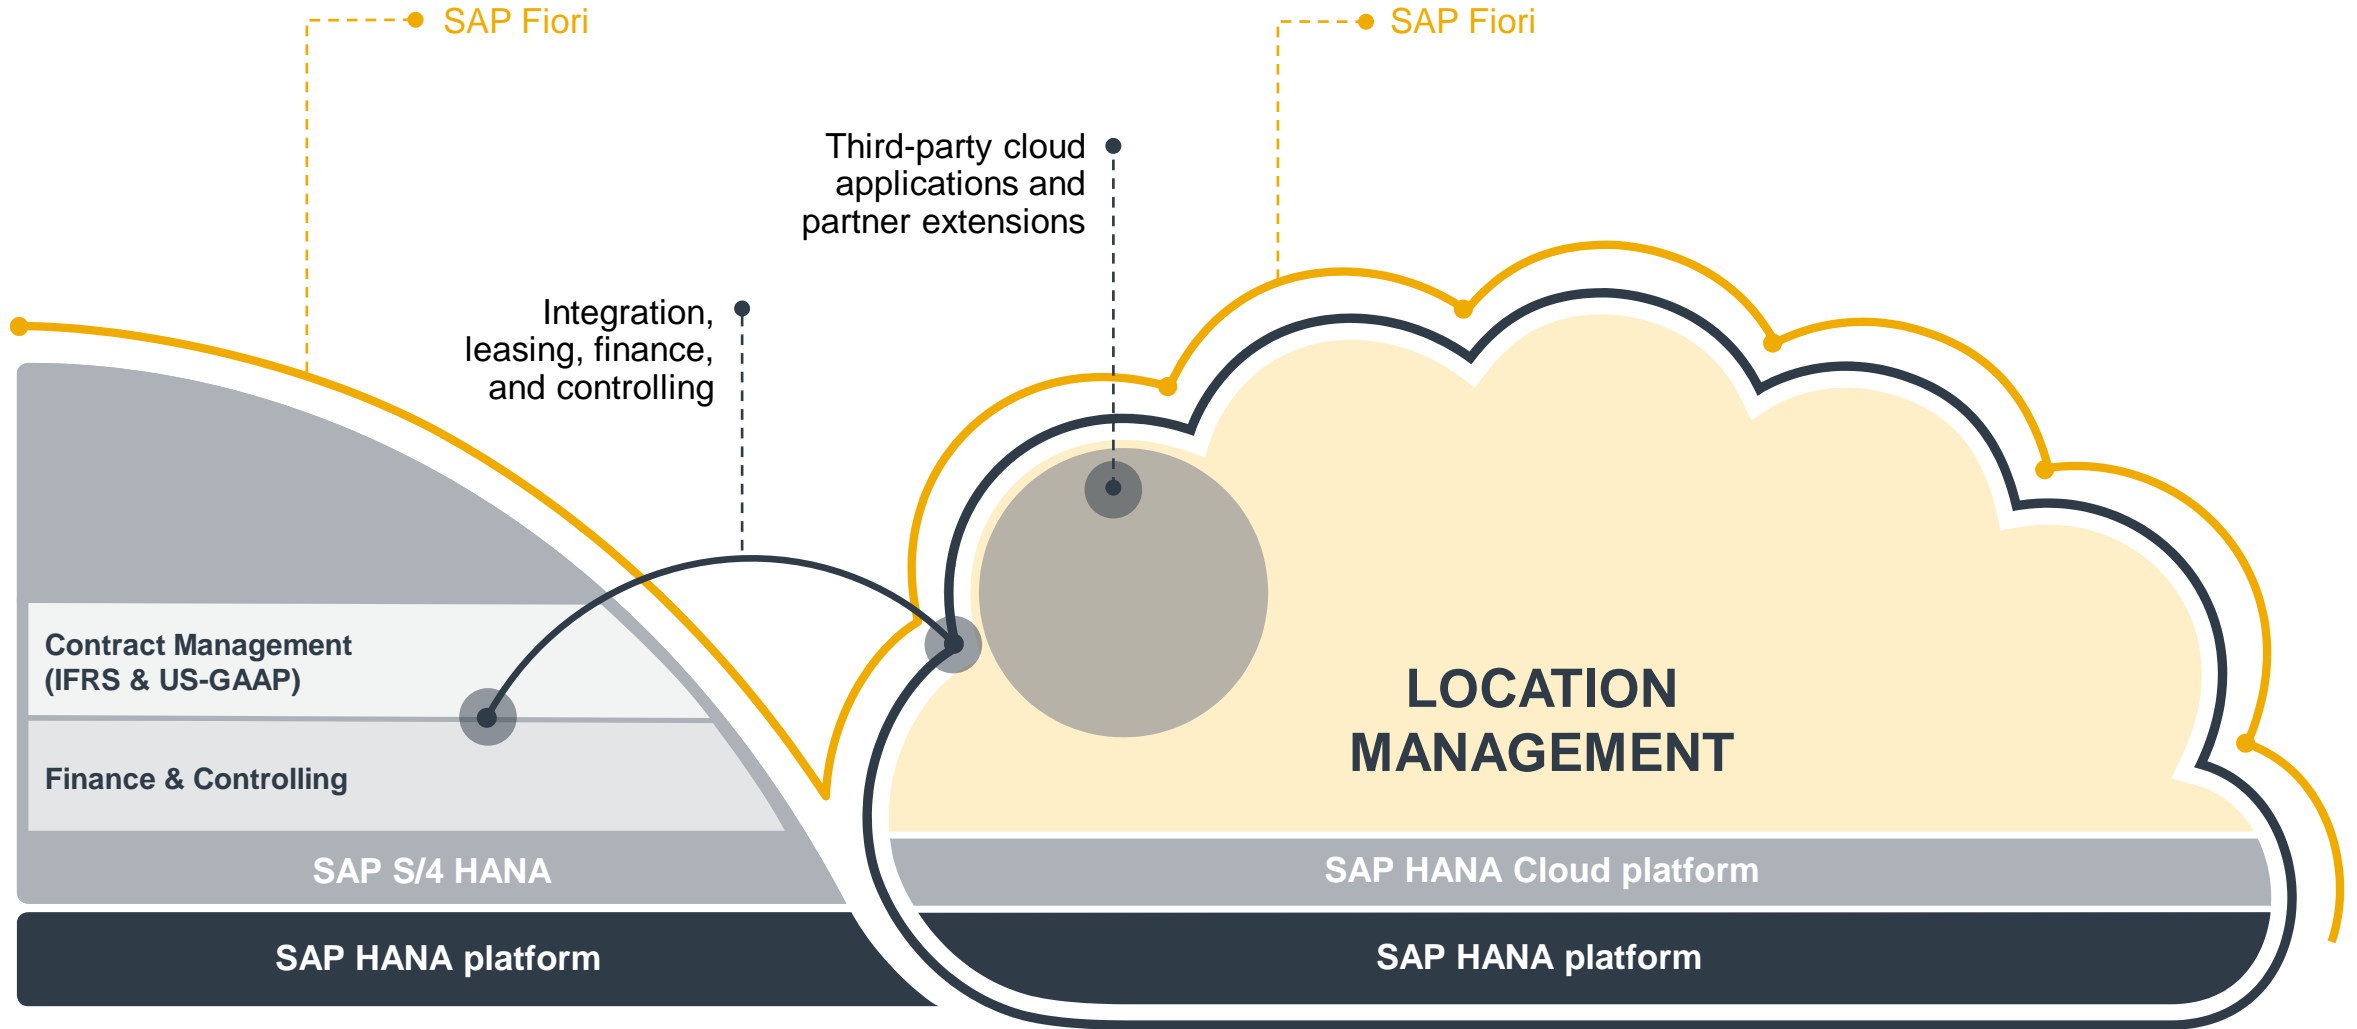 SAP Fiori
SAP Fiori
Third-party cloud
applications and
partner extensions
Integration,
leasing, finance,
and controlling
Contract Management
(IFRS & US-GAAP)
Finance & Controlling
LOCATION
MANAGEMENT
SAP S/4 HANA
SAP HANA Cloud platform
SAP HANA platform
SAP HANA platform